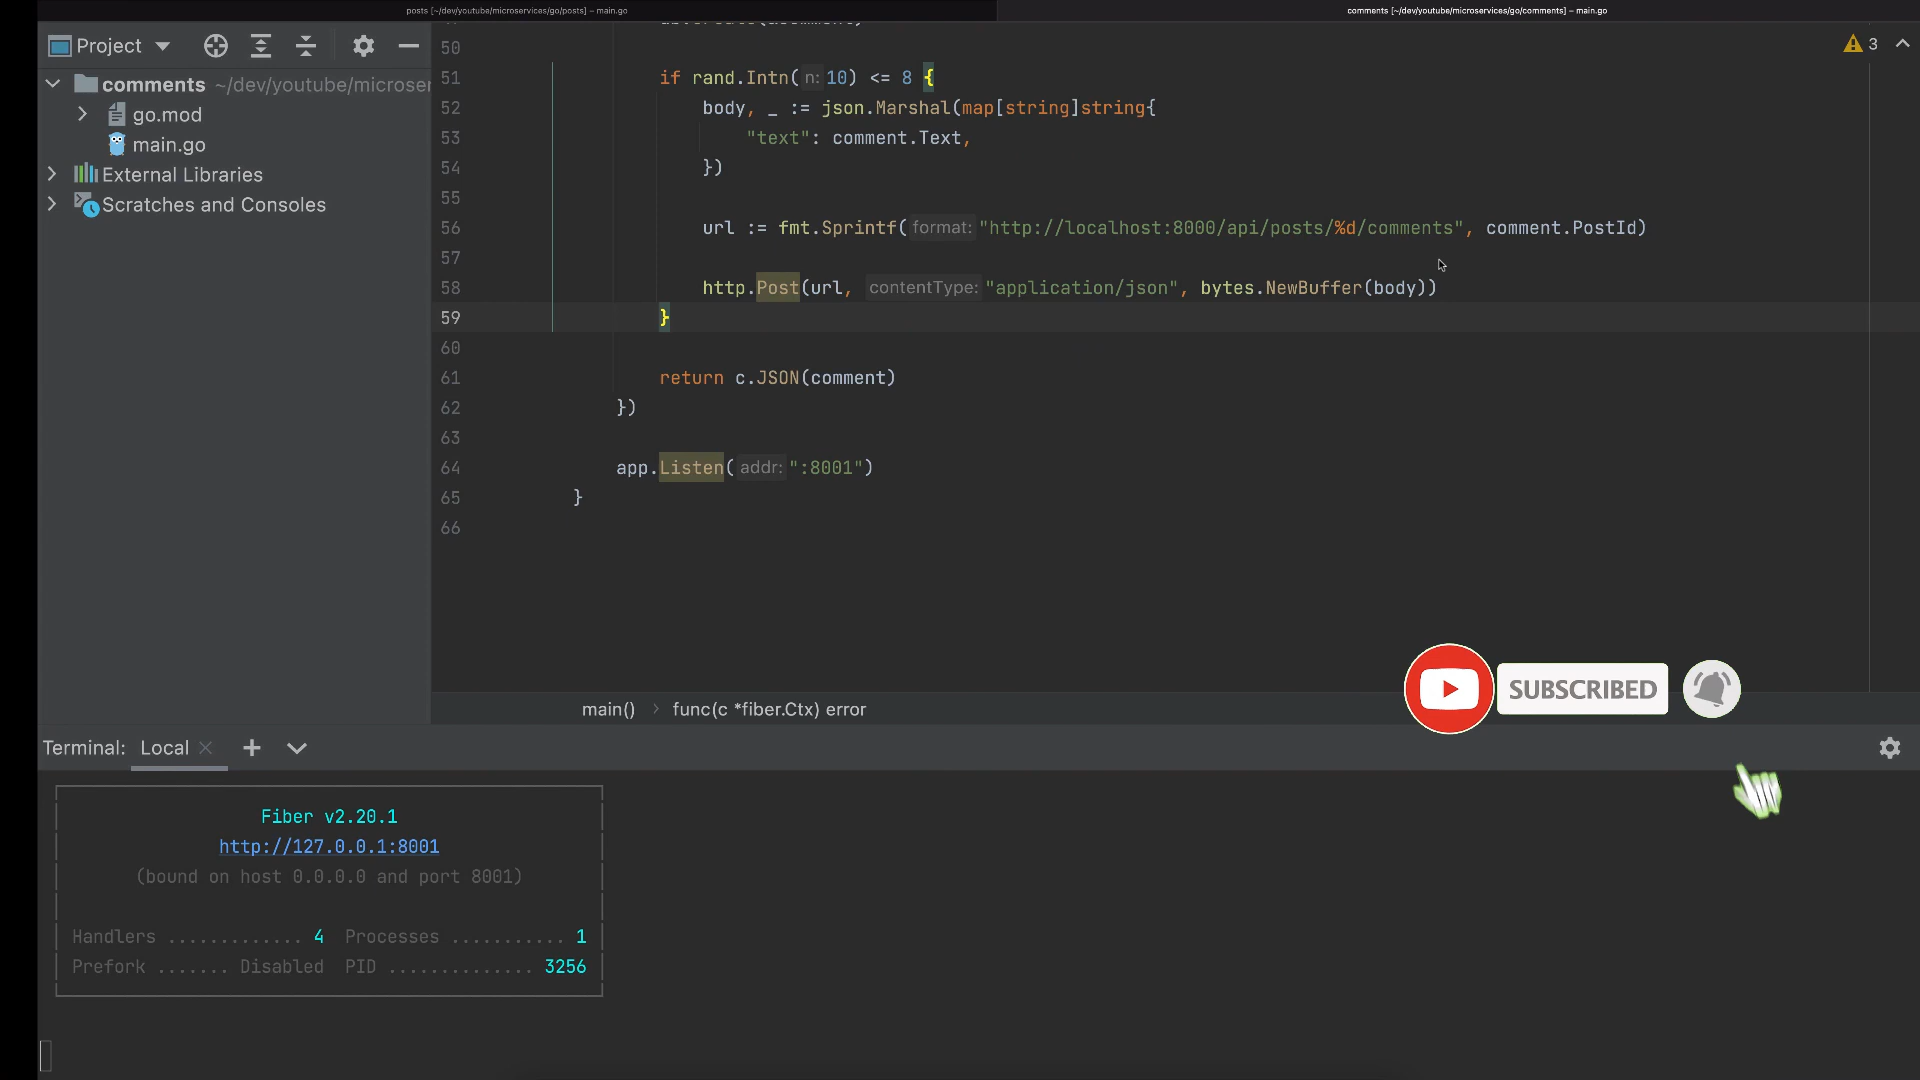 posts [~/dev/youtube/microservices/go/posts] – main.go
comments [~/dev/youtube/microservices/go/comments] – main.go
Project
3
comments ~/dev/youtube/microser
go.mod
main.go
External Libraries
Scratches and Consoles
50
51 if rand.Intn( n: 10) <= 8 {
52 body, _ := json.Marshal(map[string]string{
53 "text": comment.Text,
54 })
55
56 url := fmt.Sprintf( format: "http://localhost:8000/api/posts/%d/comments", comment.PostId)
57
58 http.Post(url, contentType: "application/json", bytes.NewBuffer(body))
59 }
60
61 return c.JSON(comment)
62 })
63
64 app.Listen( addr: ":8001")
65 }
66
SUBSCRIBED
main() > func(c *fiber.Ctx) error
Terminal: Local × +
Fiber v2.20.1
http://127.0.0.1:8001
(bound on host 0.0.0.0 and port 8001)
Handlers ............. 4 Processes ........... 1
Prefork ....... Disabled PID .............. 3256